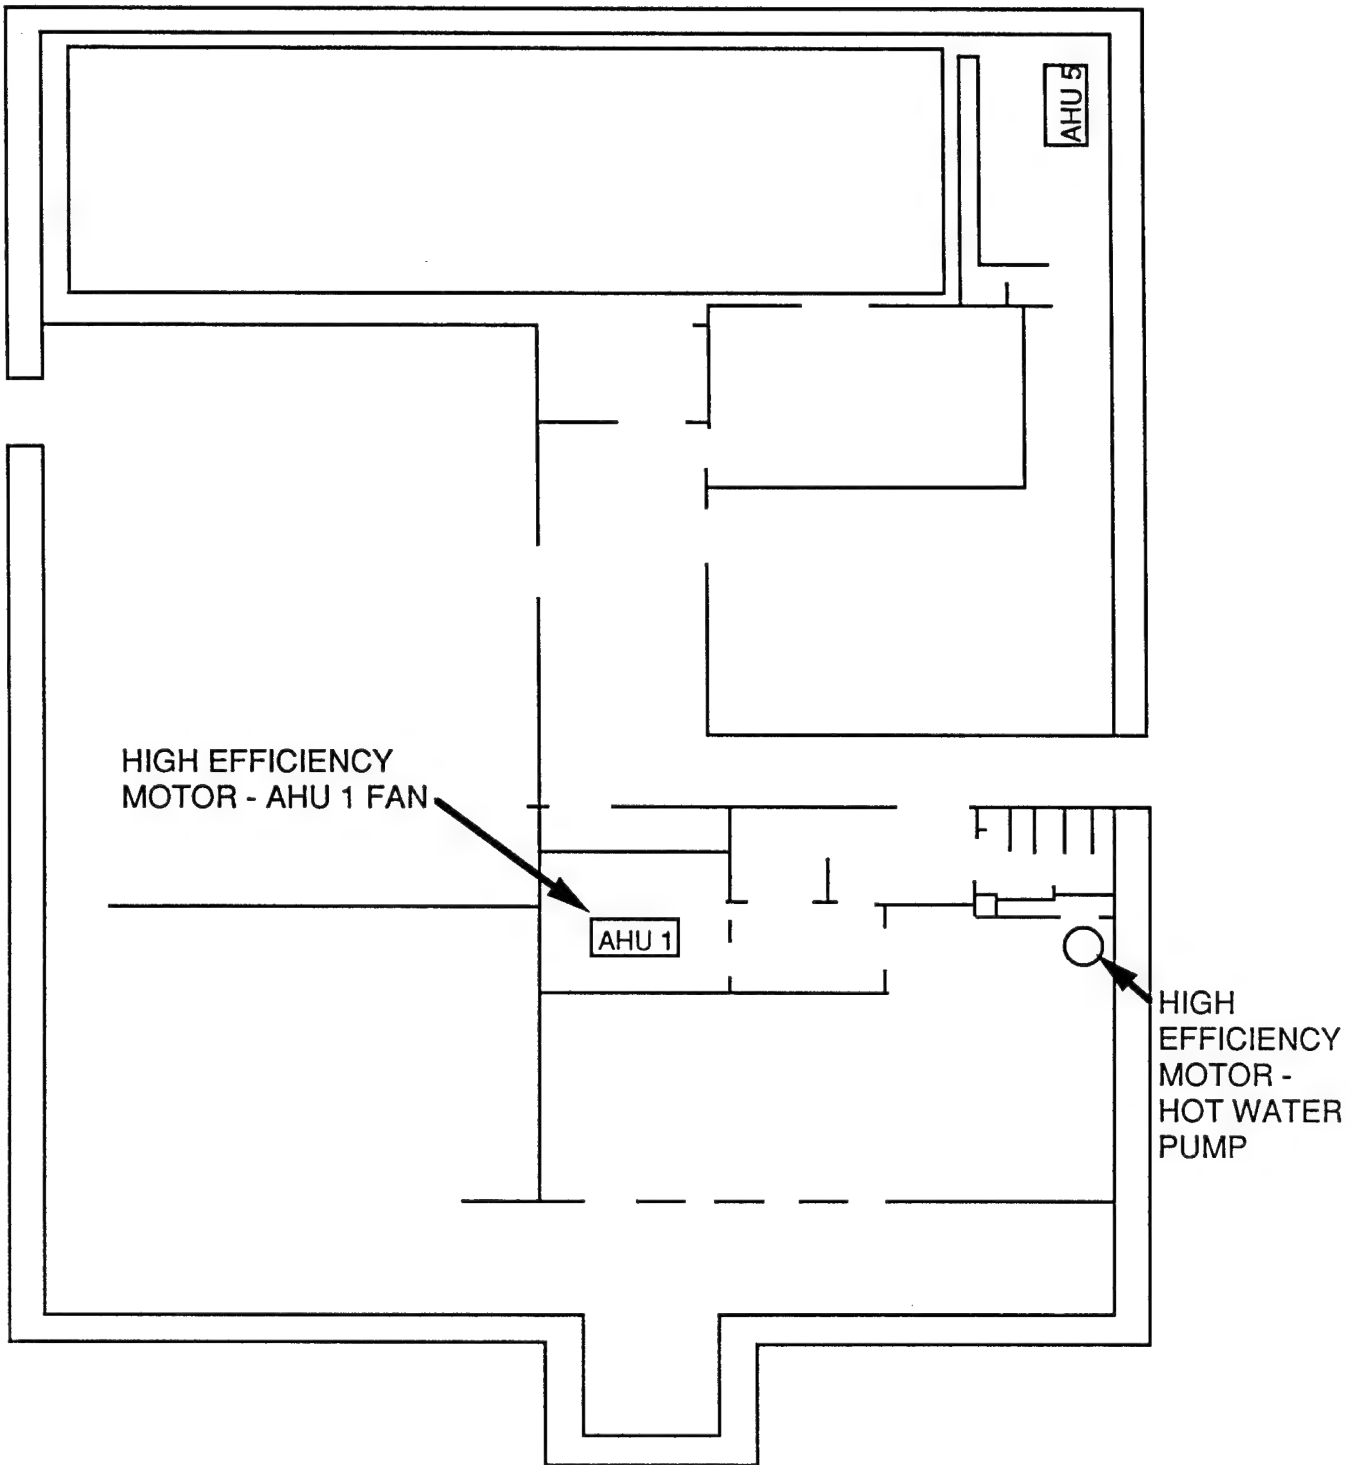 AHU 5
HIGH EFFICIENCY
MOTOR - AHU 1 FAN
AHU 1
HIGH
EFFICIENCY
MOTOR -
HOT WATER
PUMP